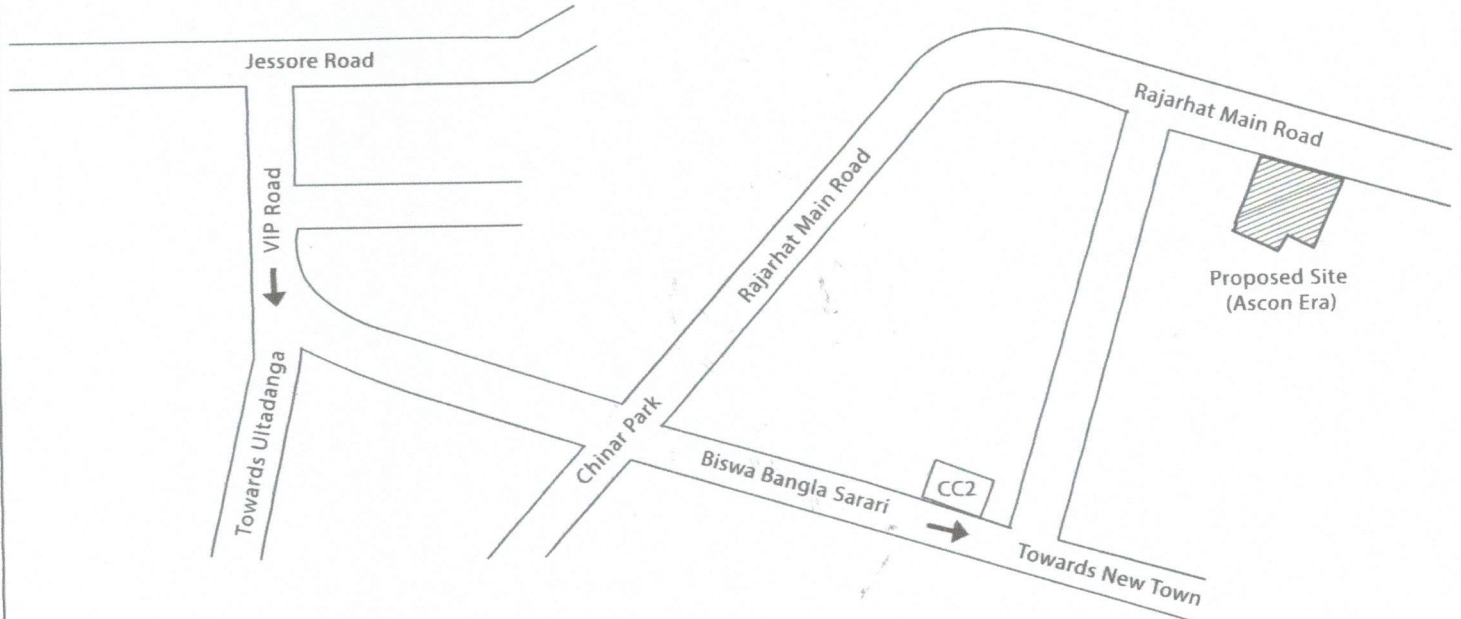 Jessore Road
VIP Road
Towards Ultadanga
Chinar Park
Rajarhat Main Road
Rajarhat Main Road
Proposed Site
(Ascon Era)
Biswa Bangla Sarari
CC2
Towards New Town